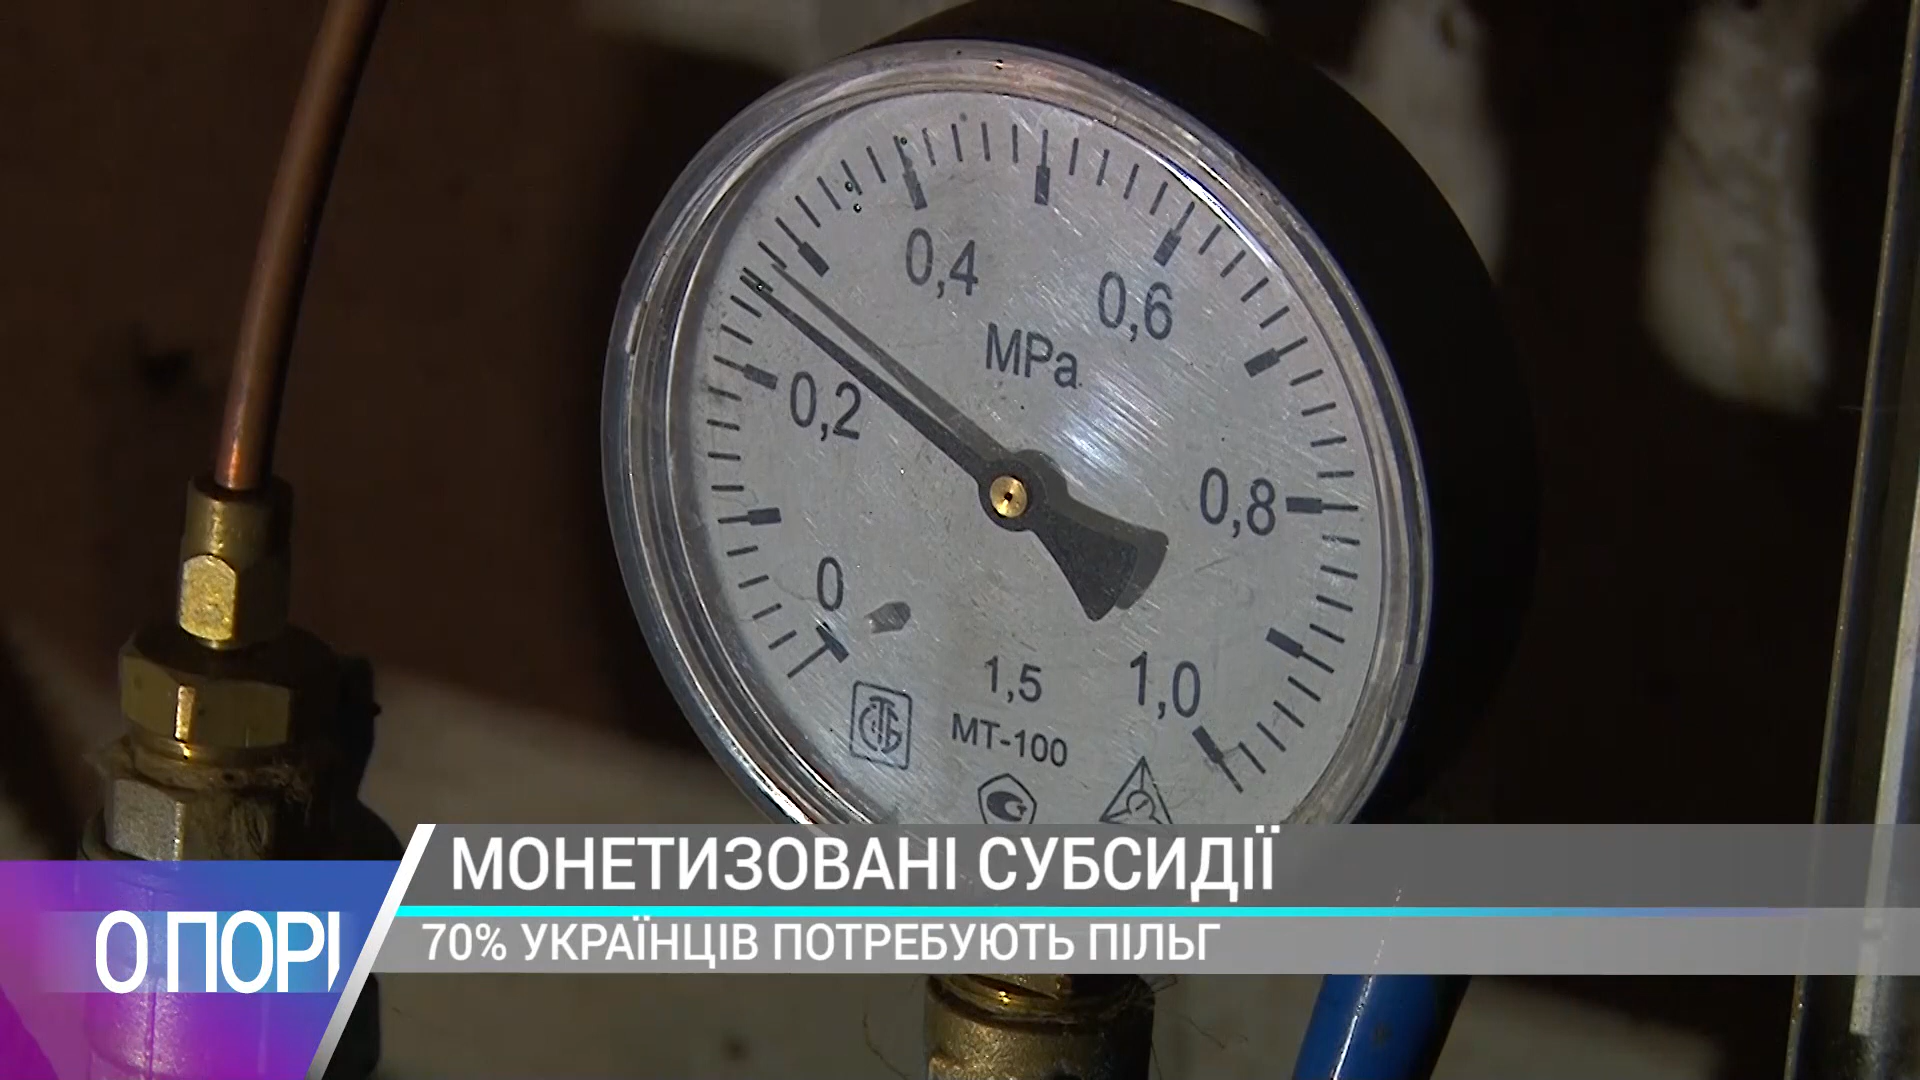 0,4
0,6
MPa
0,2
0,8
0
1,5
1,0
МТ-100
МОНЕТИЗОВАНІ СУБСИДІЇ
О ПОРІ
70% УКРАЇНЦІВ ПОТРЕБУЮТЬ ПІЛЬГ